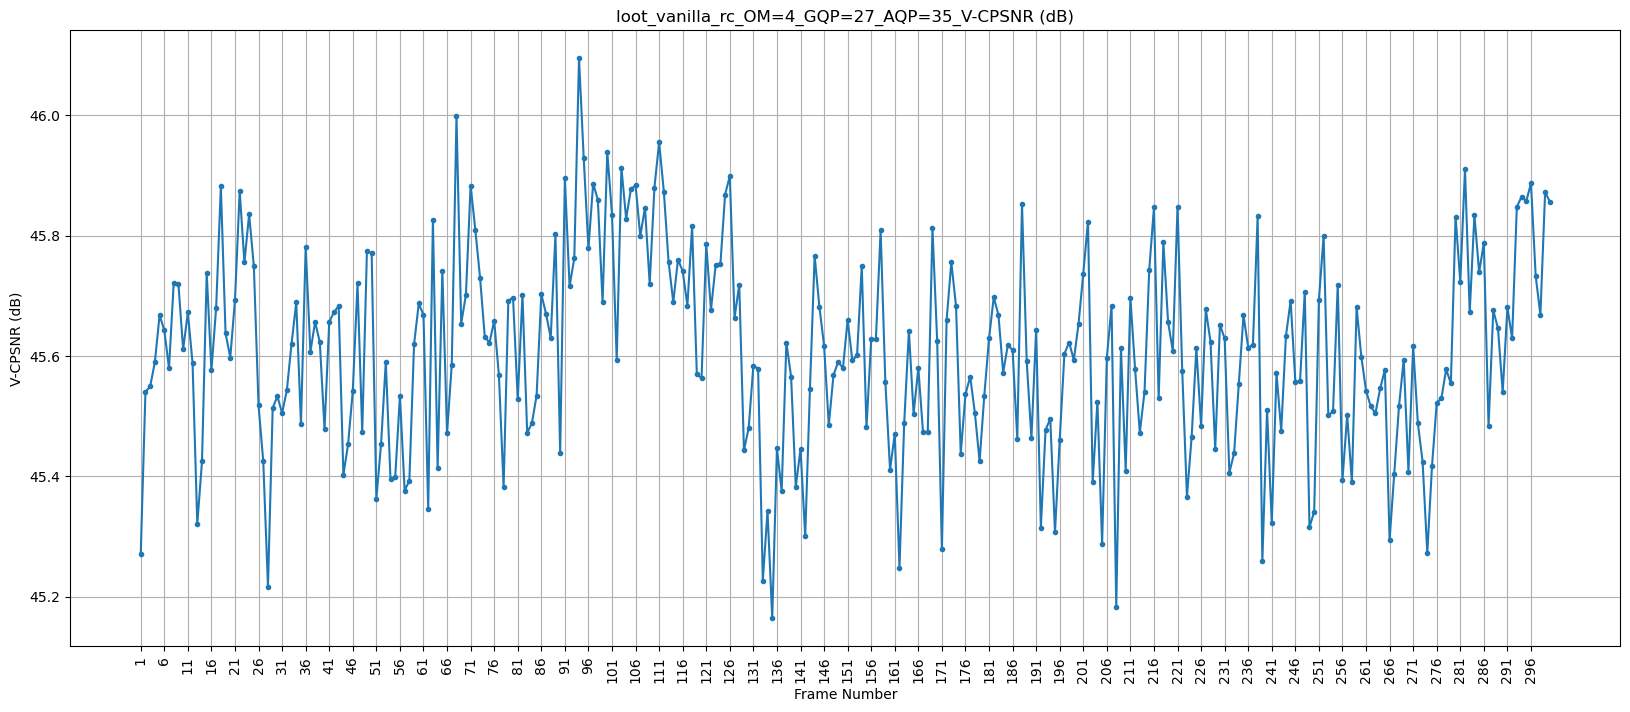 loot_vanilla_rc_OM=4_GQP=27_AQP=35_V-CPSNR (dB)
V-CPSNR (dB)
46.0
45.8
45.6
45.4
45.2
1 6 11 16 21 26 31 36 41 46 51 56 61 66 71 76 81 86 91 96 101 106 111 116 121 126 131 136 141 146 151 156 161 166 171 176 181 186 191 196 201 206 211 216 221 226 231 236 241 246 251 256 261 266 271 276 281 286 291 296
Frame Number